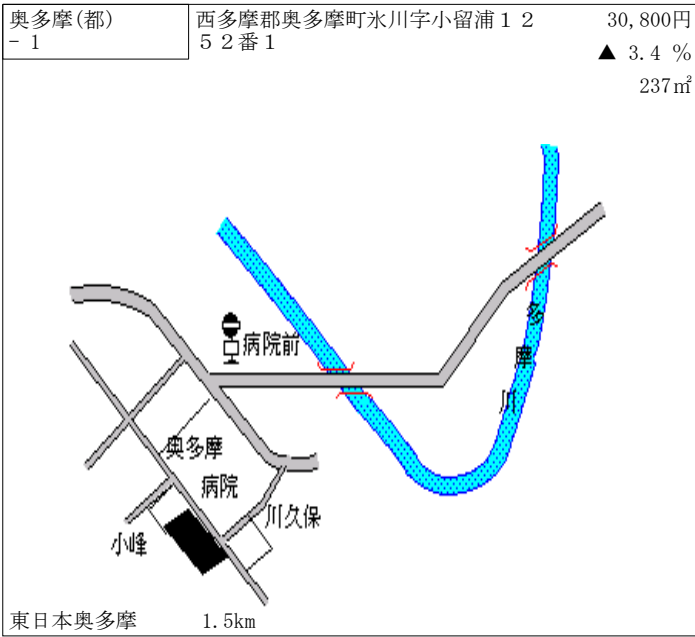 奥多摩(都)
- 1
西多摩郡奥多摩町氷川字小留浦12
52番1
30,800円
▲ 3.4 %
237㎡
病院前
多摩川
奥多摩
病院
川久保
小峰
東日本奥多摩 1.5km